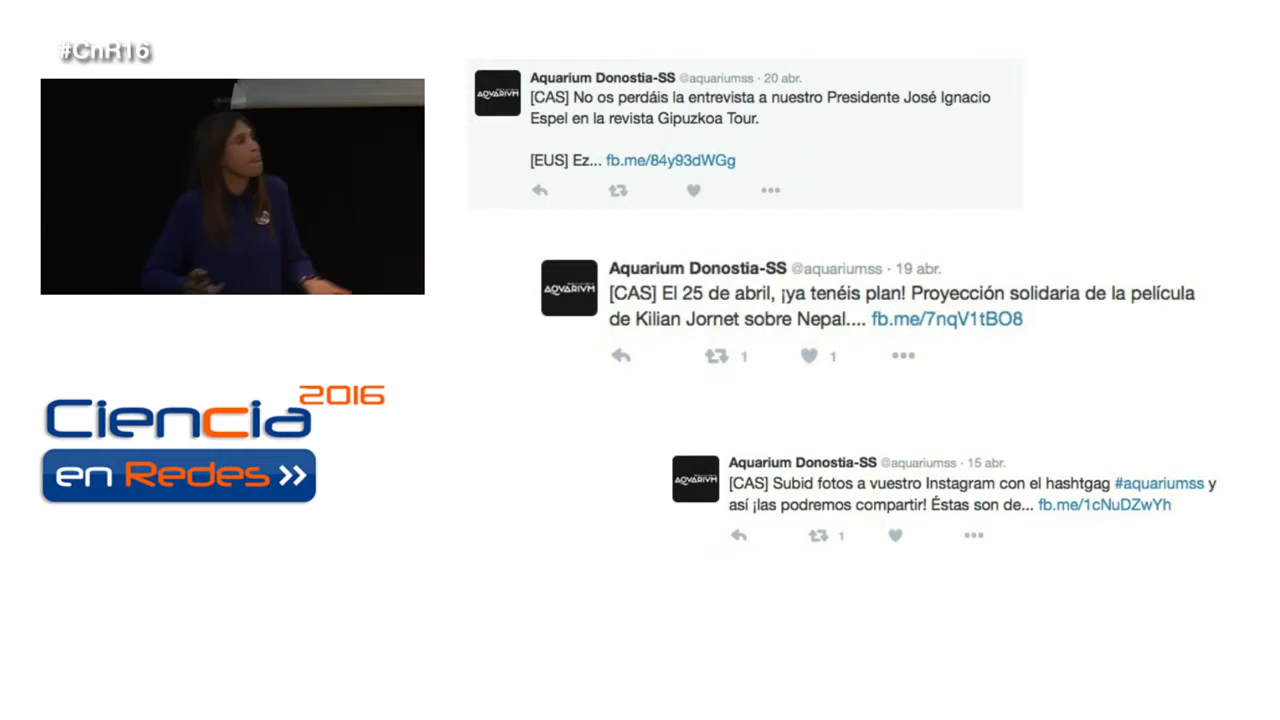 #CnR16
Aquarium Donostia-SS @aquariumss · 20 abr.
[CAS] No os perdáis la entrevista a nuestro Presidente José Ignacio
Espel en la revista Gipuzkoa Tour.
[EUS] Ez... fb.me/84y93dWGg
AQVARIVM
Aquarium Donostia-SS @aquariumss · 19 abr.
[CAS] El 25 de abril, ¡ya tenéis plan! Proyección solidaria de la película
de Kilian Jornet sobre Nepal.... fb.me/7nqV1tBO8
AQVARIVM
1
1
Ciencia 2016
en Redes »
Aquarium Donostia-SS @aquariumss · 15 abr.
[CAS] Subid fotos a vuestro Instagram con el hashtgag #aquariumss y
así ¡las podremos compartir! Éstas son de... fb.me/1cNuDZwYh
AQVARIVM
1